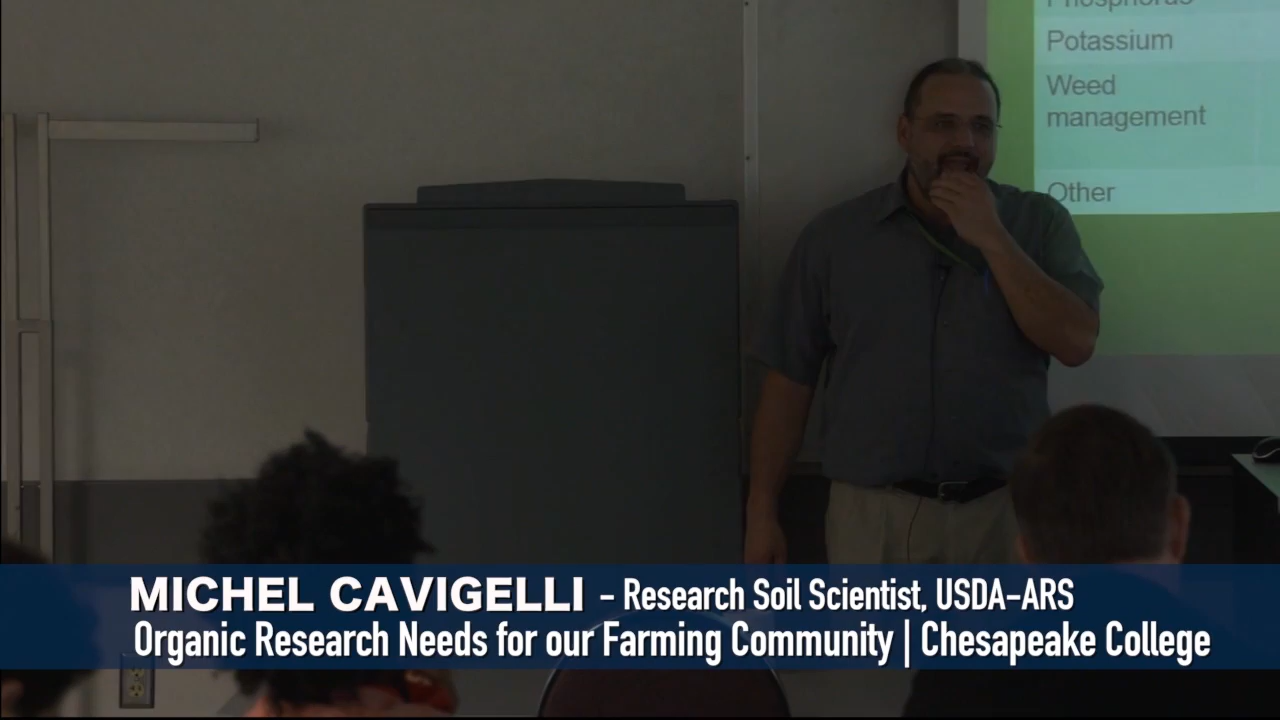 Phosphorus
Potassium
Weed
management
Other
MICHEL CAVIGELLI - Research Soil Scientist, USDA-ARS
Organic Research Needs for our Farming Community | Chesapeake College